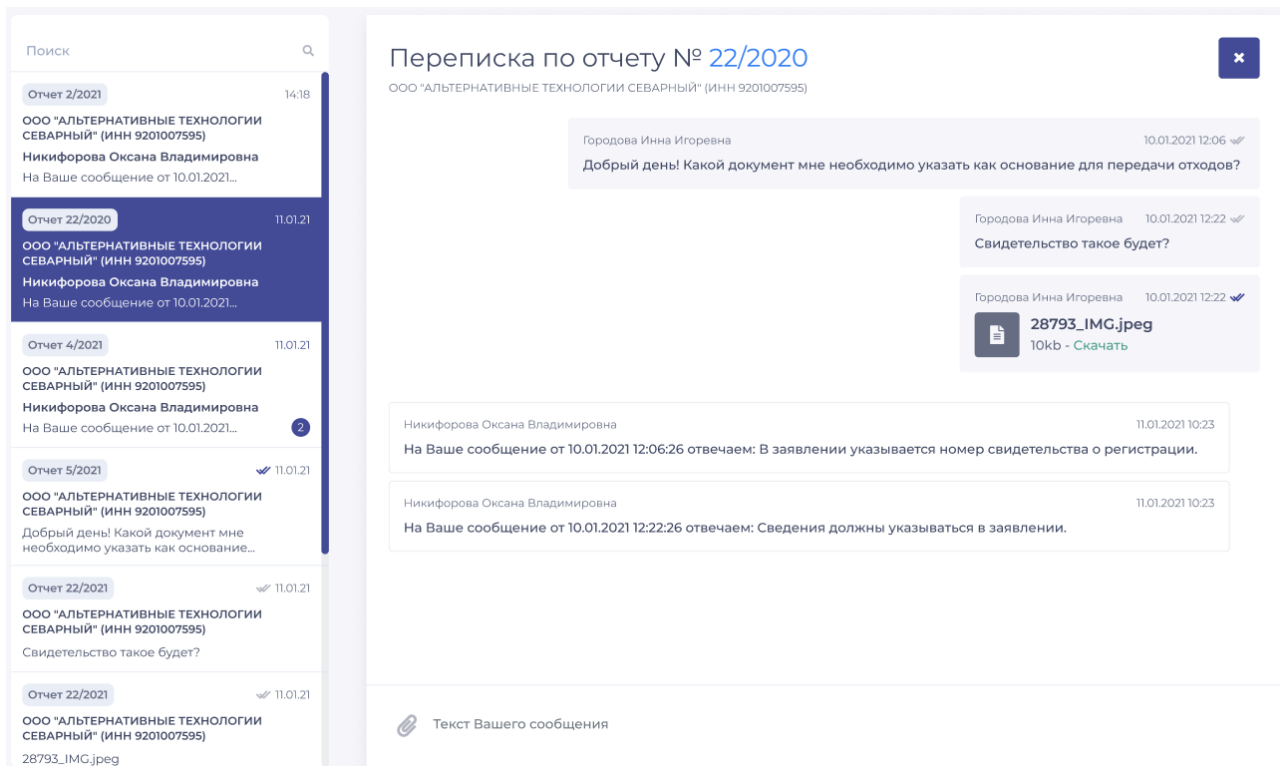 Поиск
Отчет 2/2021 14:18
ООО "АЛЬТЕРНАТИВНЫЕ ТЕХНОЛОГИИ
СЕВАРНЫЙ" (ИНН 9201007595)
Никифорова Оксана Владимировна
На Ваше сообщение от 10.01.2021...
Отчет 22/2020 11.01.21
ООО "АЛЬТЕРНАТИВНЫЕ ТЕХНОЛОГИИ
СЕВАРНЫЙ" (ИНН 9201007595)
Никифорова Оксана Владимировна
На Ваше сообщение от 10.01.2021...
Отчет 4/2021 11.01.21
ООО "АЛЬТЕРНАТИВНЫЕ ТЕХНОЛОГИИ
СЕВАРНЫЙ" (ИНН 9201007595)
Никифорова Оксана Владимировна
На Ваше сообщение от 10.01.2021... 2
Отчет 5/2021 11.01.21
ООО "АЛЬТЕРНАТИВНЫЕ ТЕХНОЛОГИИ
СЕВАРНЫЙ" (ИНН 9201007595)
Добрый день! Какой документ мне
необходимо указать как основание...
Отчет 22/2021 11.01.21
ООО "АЛЬТЕРНАТИВНЫЕ ТЕХНОЛОГИИ
СЕВАРНЫЙ" (ИНН 9201007595)
Свидетельство такое будет?
Отчет 22/2021 11.01.21
ООО "АЛЬТЕРНАТИВНЫЕ ТЕХНОЛОГИИ
СЕВАРНЫЙ" (ИНН 9201007595)
28793_IMG.jpeg
Переписка по отчету № 22/2020
ООО "АЛЬТЕРНАТИВНЫЕ ТЕХНОЛОГИИ СЕВАРНЫЙ" (ИНН 9201007595)
Городова Инна Игоревна 10.01.2021 12:06
Добрый день! Какой документ мне необходимо указать как основание для передачи отходов?
Городова Инна Игоревна 10.01.2021 12:22
Свидетельство такое будет?
Городова Инна Игоревна 10.01.2021 12:22
28793_IMG.jpeg
10kb - Скачать
Никифорова Оксана Владимировна 11.01.2021 10:23
На Ваше сообщение от 10.01.2021 12:06:26 отвечаем: В заявлении указывается номер свидетельства о регистрации.
Никифорова Оксана Владимировна 11.01.2021 10:23
На Ваше сообщение от 10.01.2021 12:22:26 отвечаем: Сведения должны указываться в заявлении.
Текст Вашего сообщения